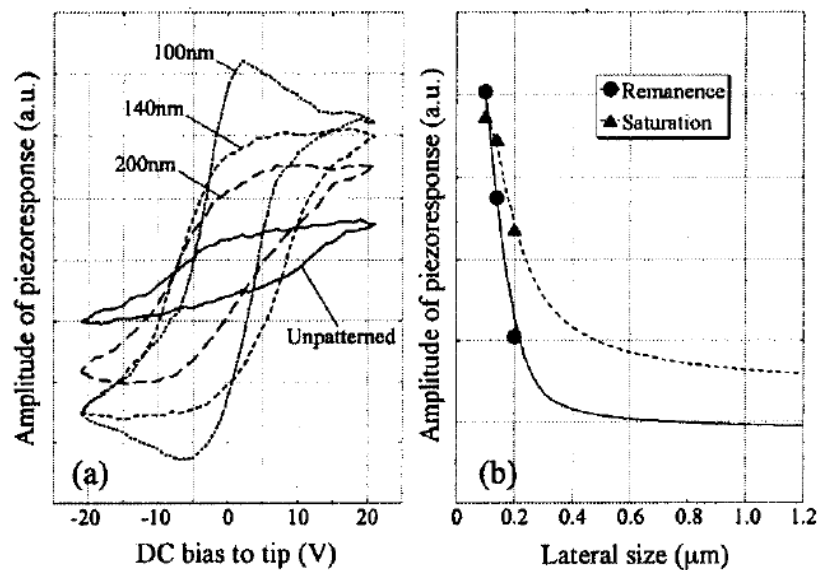 Amplitude of piezoresponse (a.u.)
100nm
140nm
200nm
Unpatterned
(a)
-20 -10 0 10 20
DC bias to tip (V)
Amplitude of piezoresponse (a.u.)
Remanence
Saturation
(b)
0 0.2 0.4 0.6 0.8 1.0 1.2
Lateral size (μm)